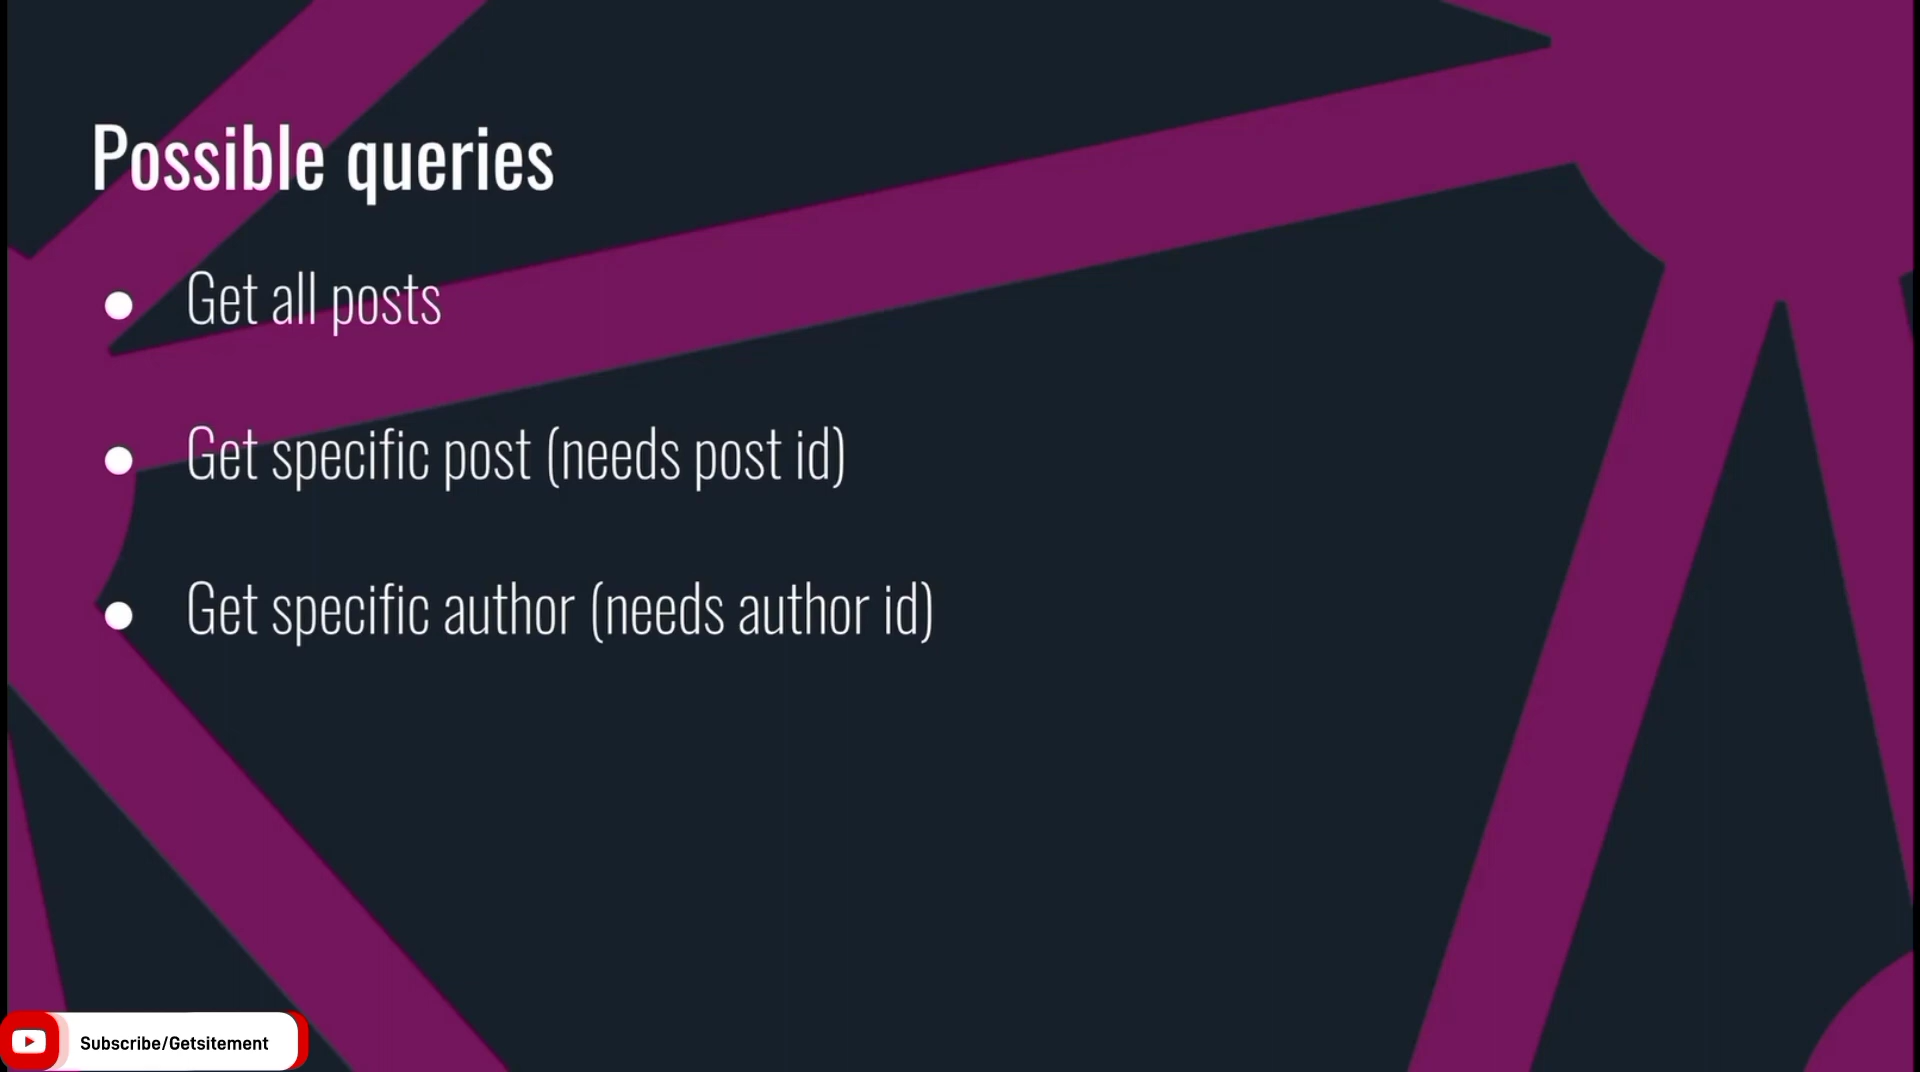 Possible queries
Get all posts
Get specific post (needs post id)
Get specific author (needs author id)
Subscribe/Getsitement